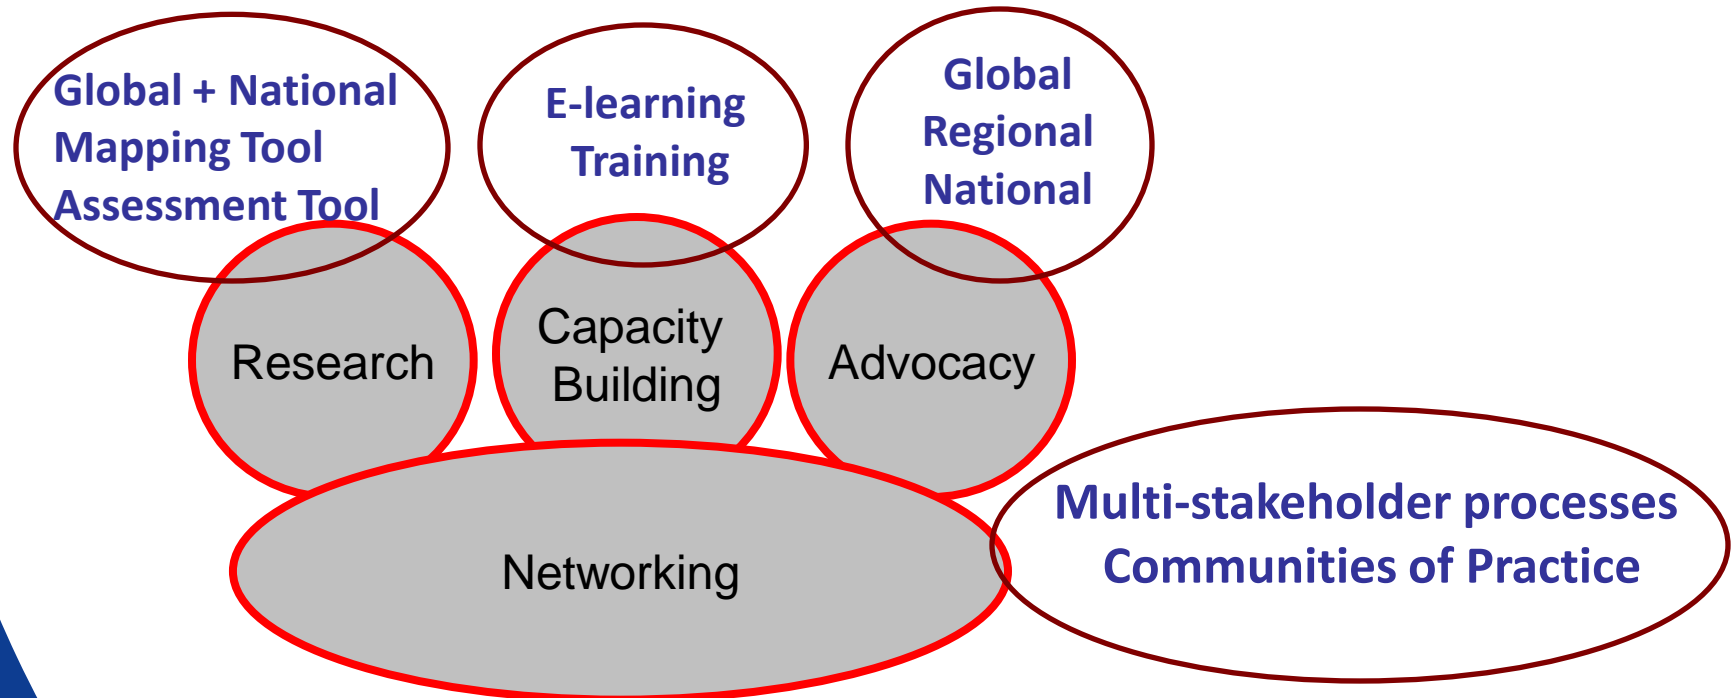 Global + National
Mapping Tool
Assessment Tool
E-learning
Training
Global
Regional
National
Research
Capacity
Building
Advocacy
Networking
Multi-stakeholder processes
Communities of Practice